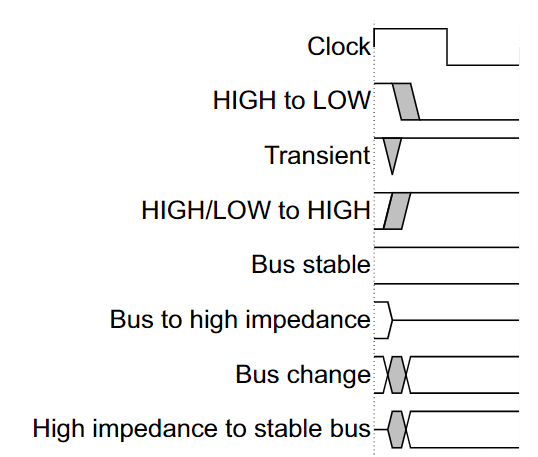 Clock
HIGH to LOW
Transient
HIGH/LOW to HIGH
Bus stable
Bus to high impedance
Bus change
High impedance to stable bus